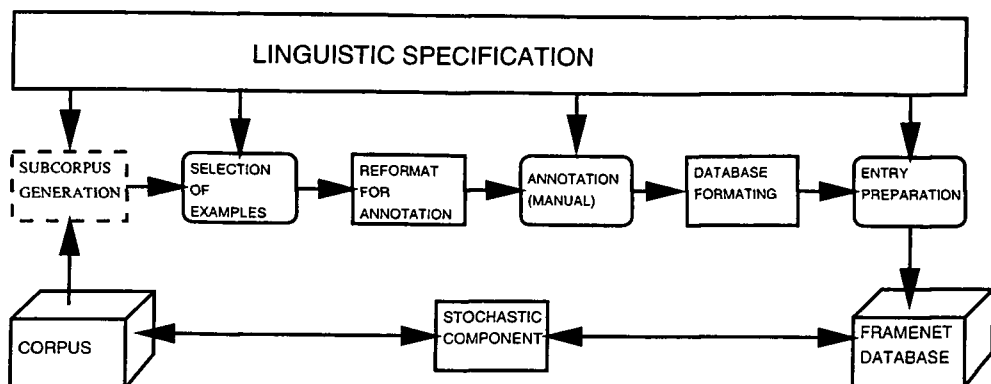 LINGUISTIC SPECIFICATION
SUBCORPUS
GENERATION
SELECTION
OF
EXAMPLES
REFORMAT
FOR
ANNOTATION
ANNOTATION
(MANUAL)
DATABASE
FORMATING
ENTRY
PREPARATION
CORPUS
STOCHASTIC
COMPONENT
FRAMENET
DATABASE